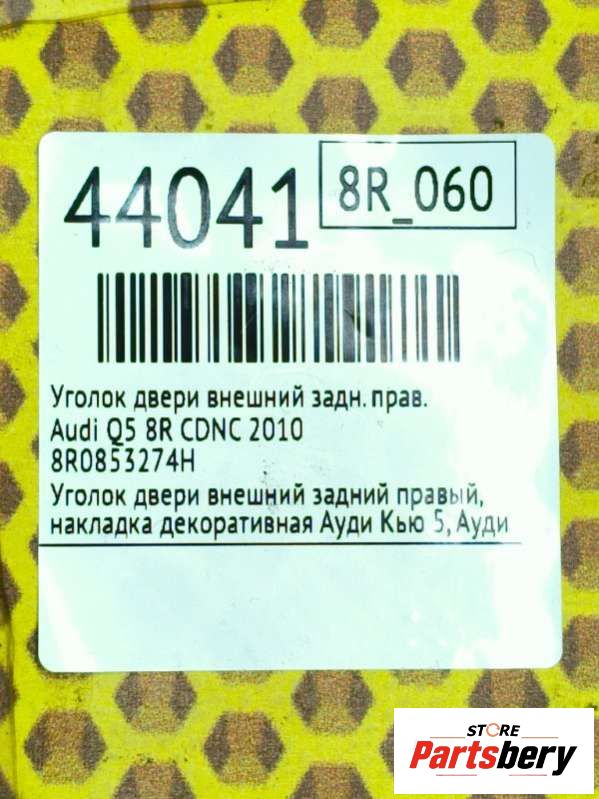 44041
8R_060
Уголок двери внешний задн. прав.
Audi Q5 8R CDNC 2010
8R0853274H
Уголок двери внешний задний правый,
накладка декоративная Ауди Кью 5, Ауди
STORE
Partsbery